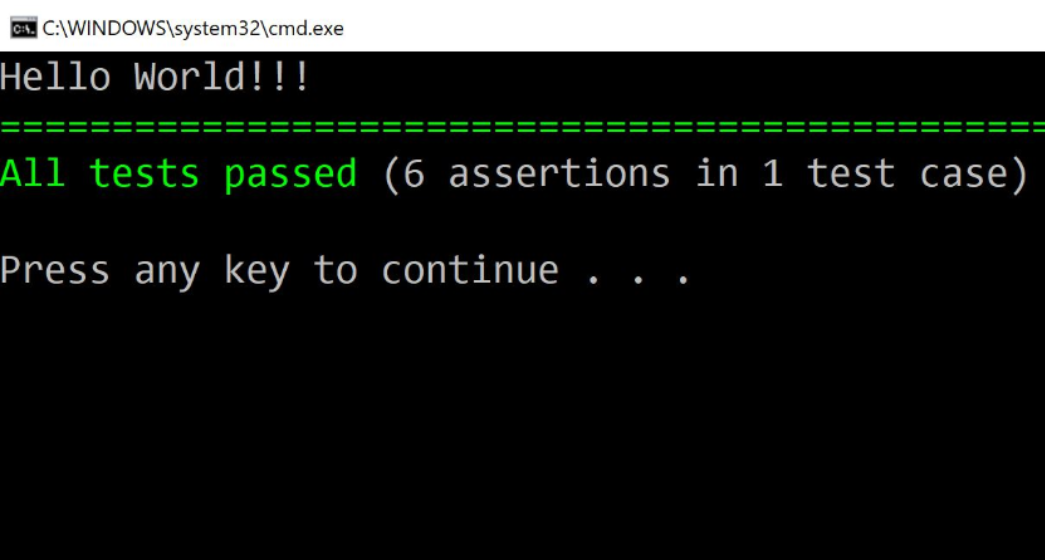 C:\WINDOWS\system32\cmd.exe
Hello World!!!
===============================================
All tests passed (6 assertions in 1 test case)
Press any key to continue . . .